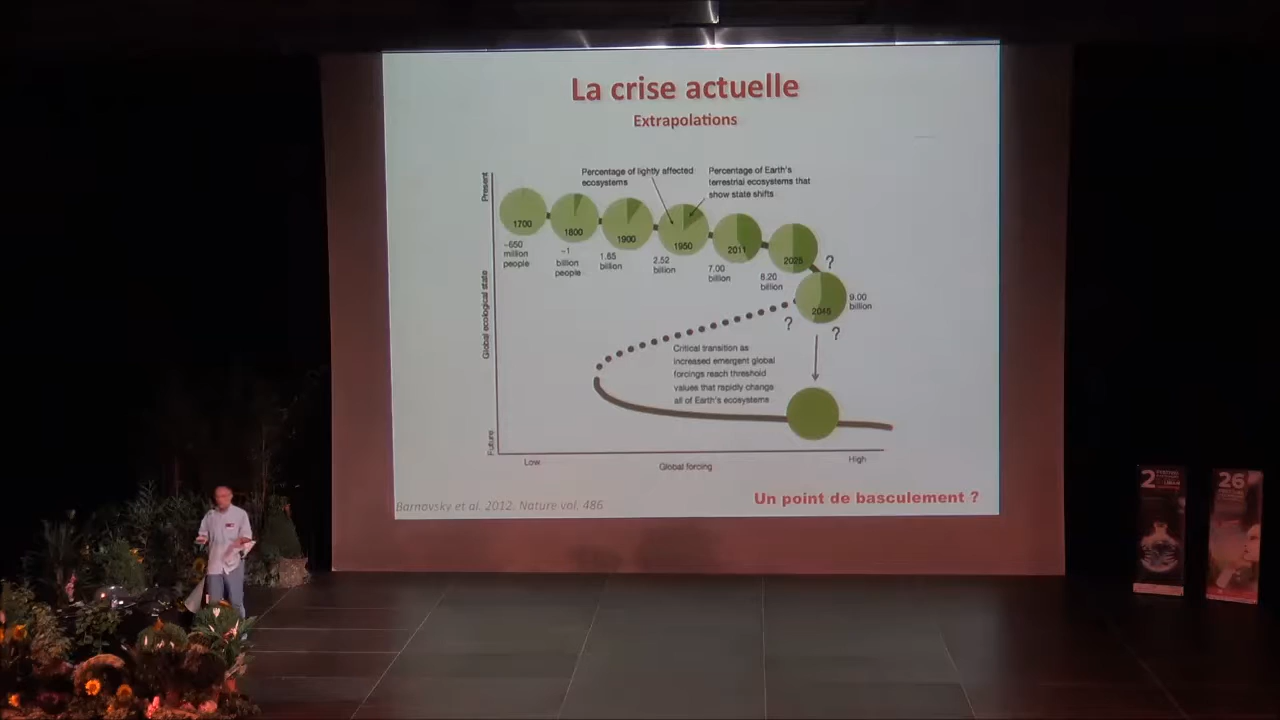 La crise actuelle
Extrapolations
Percentage of lightly affected
ecosystems
Percentage of Earth's
terrestrial ecosystems that
show state shifts
Present
Global ecological state
Future
1700
1800
1900
1950
2011
2025
2045
~650
million
people
~1
billion
people
1.65
billion
2.52
billion
7.00
billion
8.20
billion
9.00
billion
?
?
?
Critical transition as
increased emergent global
forcings reach threshold
values that rapidly change
all of Earth's ecosystems
Low
Global forcing
High
Barnovsky et al. 2012. Nature vol. 486
Un point de basculement ?
2
26
FESTIVAL